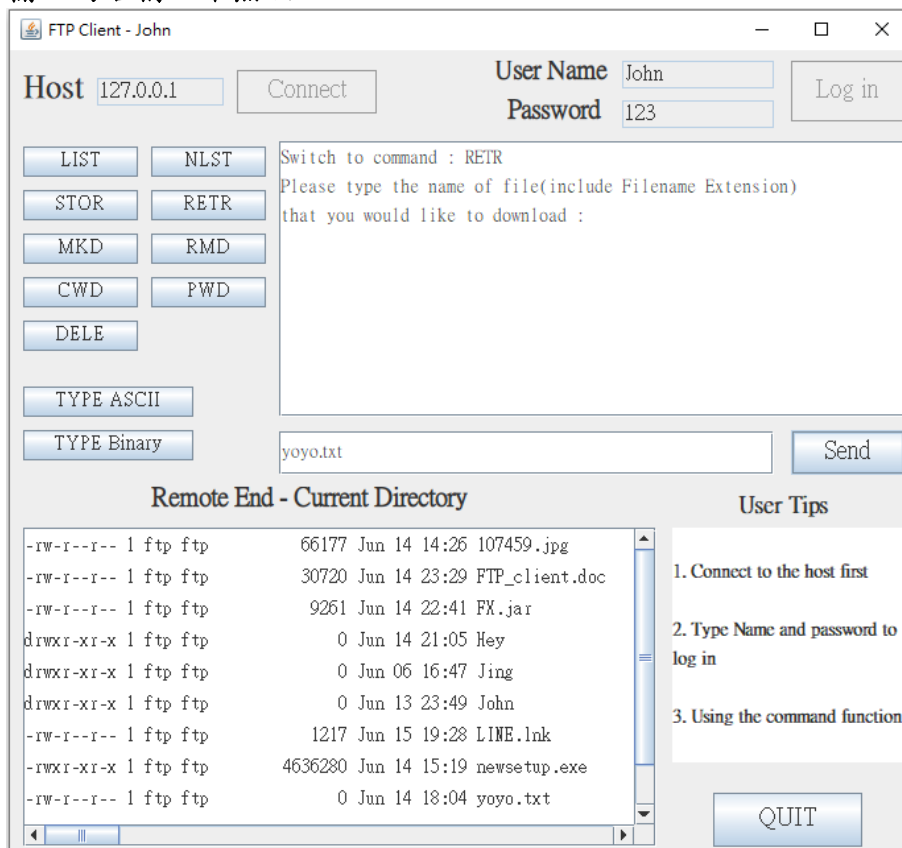 FTP Client - John
Host 127.0.0.1 Connect
User Name John
Password 123
Log in
LIST NLST
STOR RETR
MKD RMD
CWD PWD
DELE
TYPE ASCII
TYPE Binary
Switch to command : RETR
Please type the name of file(include Filename Extension)
that you would like to download :
yoyo.txt
Send
Remote End - Current Directory
-rw-r--r-- 1 ftp ftp 66177 Jun 14 14:26 107459.jpg
-rw-r--r-- 1 ftp ftp 30720 Jun 14 23:29 FTP_client.doc
-rw-r--r-- 1 ftp ftp 9261 Jun 14 22:41 FX.jar
drwxr-xr-x 1 ftp ftp 0 Jun 14 21:05 Hey
drwxr-xr-x 1 ftp ftp 0 Jun 06 16:47 Jing
drwxr-xr-x 1 ftp ftp 0 Jun 13 23:49 John
-rw-r--r-- 1 ftp ftp 1217 Jun 15 19:28 LINE.lnk
-rwxr-xr-x 1 ftp ftp 4636280 Jun 14 15:19 newsetup.exe
-rw-r--r-- 1 ftp ftp 0 Jun 14 18:04 yoyo.txt
User Tips
1. Connect to the host first
2. Type Name and password to
log in
3. Using the command function
QUIT